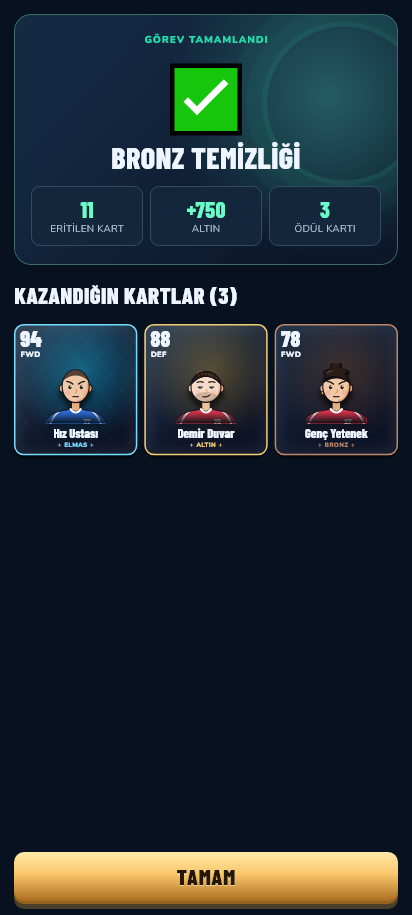 GÖREV TAMAMLANDI
BRONZ TEMİZLİĞİ
11
ERİTİLEN KART
+750
ALTIN
3
ÖDÜL KARTI
KAZANDIĞIN KARTLAR (3)
94
FWD
Hız Ustası
+ ELMAS +
88
DEF
Demir Duvar
+ ALTIN +
78
FWD
Genç Yetenek
+ BRONZ +
TAMAM